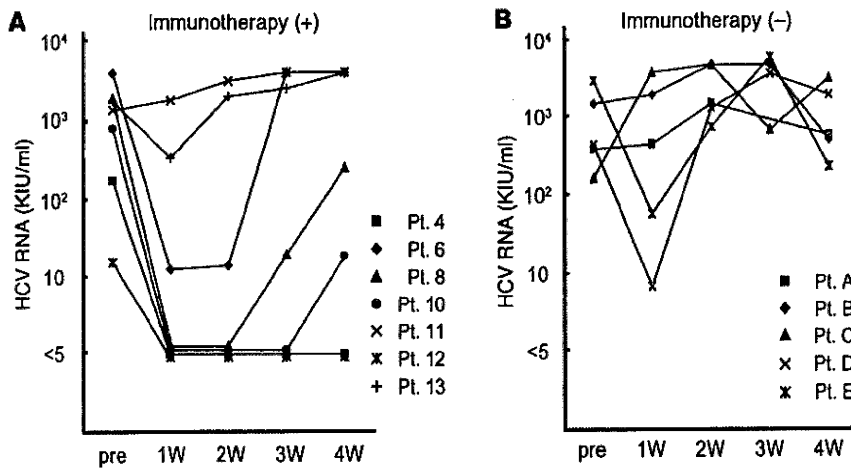 A Immunotherapy (+)
10⁴
10³
10²
10
<5
HCV RNA (KIU/ml)
pre 1W 2W 3W 4W
Pt. 4
Pt. 6
Pt. 8
Pt. 10
Pt. 11
Pt. 12
Pt. 13
B Immunotherapy (–)
10⁴
10³
10²
10
<5
HCV RNA (KIU/ml)
pre 1W 2W 3W 4W
Pt. A
Pt. B
Pt. C
Pt. D
Pt. E